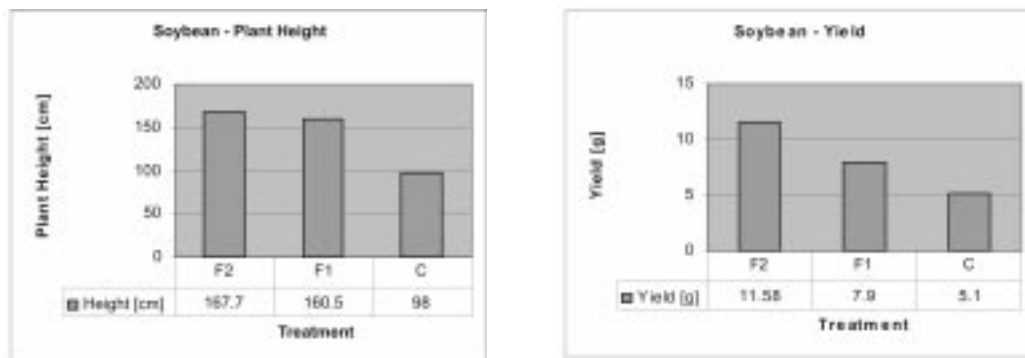 Soybean - Plant Height
Plant Height [cm]
200
150
100
50
0
F2 F1 C
Height [cm] 167.7 160.5 98
Treatment
Soybean - Yield
Yield [g]
15
10
5
0
F2 F1 C
Yield [g] 11.58 7.9 5.1
Treatment